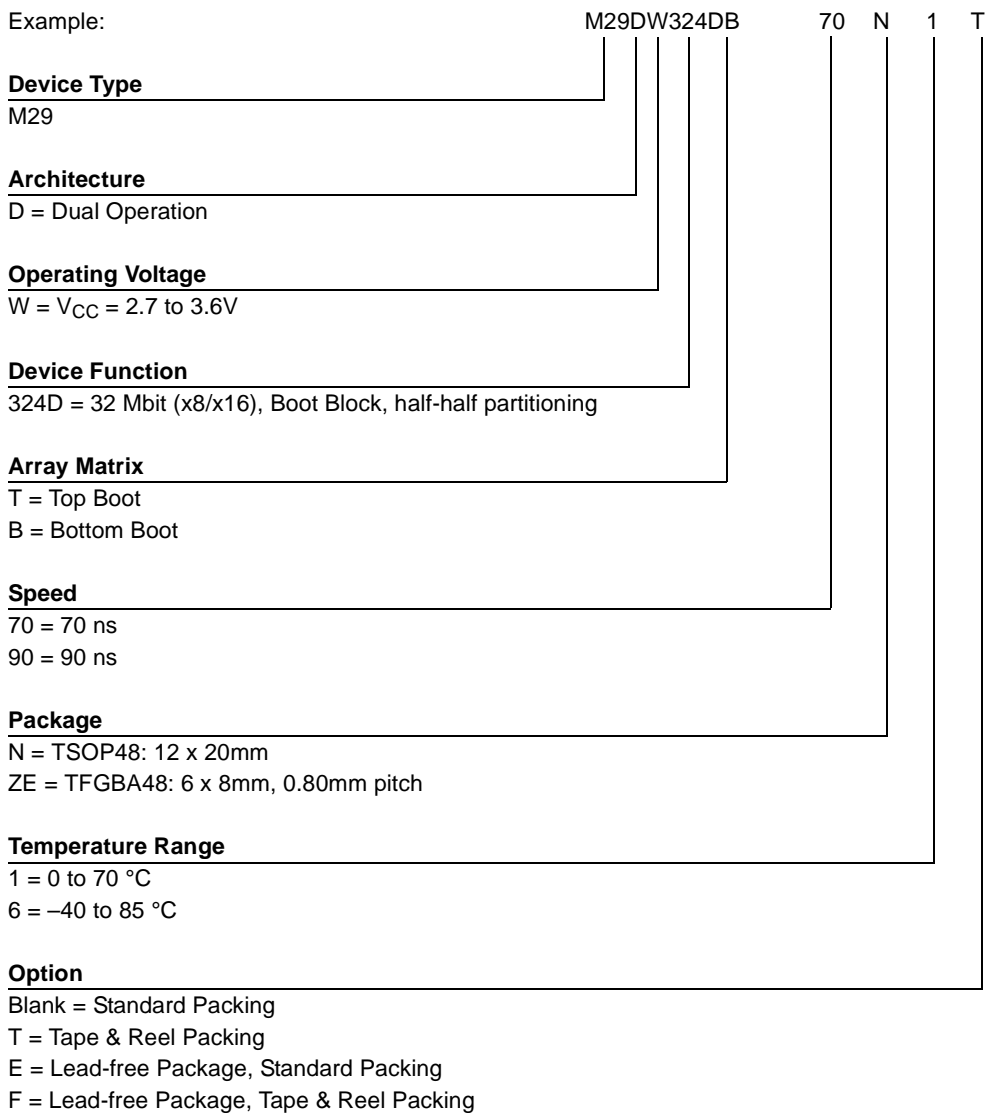 Example: M29DW324DB 70 N 1 T
Device Type
M29
Architecture
D = Dual Operation
Operating Voltage
W = VCC = 2.7 to 3.6V
Device Function
324D = 32 Mbit (x8/x16), Boot Block, half-half partitioning
Array Matrix
T = Top Boot
B = Bottom Boot
Speed
70 = 70 ns
90 = 90 ns
Package
N = TSOP48: 12 x 20mm
ZE = TFGBA48: 6 x 8mm, 0.80mm pitch
Temperature Range
1 = 0 to 70 °C
6 = –40 to 85 °C
Option
Blank = Standard Packing
T = Tape & Reel Packing
E = Lead-free Package, Standard Packing
F = Lead-free Package, Tape & Reel Packing